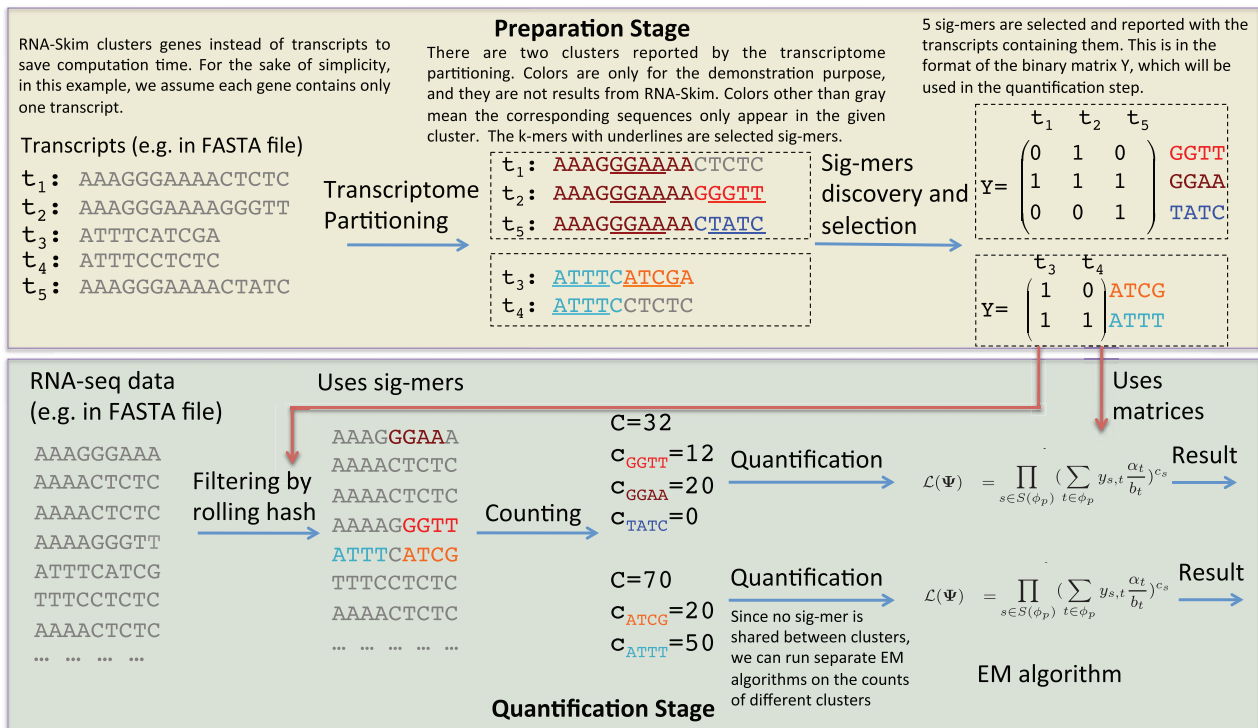 Preparation Stage
RNA-Skim clusters genes instead of transcripts to
save computation time. For the sake of simplicity,
in this example, we assume each gene contains only
one transcript.
Transcripts (e.g. in FASTA file)
t1: AAAGGGAAAACTCTC
t2: AAAGGGAAAAGGGTT
t3: ATTTCATCGA
t4: ATTTCCTCTC
t5: AAAGGGAAAACTATC
Transcriptome
Partitioning
There are two clusters reported by the transcriptome
partitioning. Colors are only for the demonstration purpose,
and they are not results from RNA-Skim. Colors other than gray
mean the corresponding sequences only appear in the given
cluster. The k-mers with underlines are selected sig-mers.
t1: AAAGGGAAAACTCTC
t2: AAAGGGAAAAGGGTT
t5: AAAGGGAAAACTATC
t3: ATTTCATCGA
t4: ATTTCCTCTC
Sig-mers
discovery and
selection
5 sig-mers are selected and reported with the
transcripts containing them. This is in the
format of the binary matrix Y, which will be
used in the quantification step.
t1 t2 t5
0 1 0 GGTT
Y= 1 1 1 GGAA
0 0 1 TATC
t3 t4
1 0 ATCG
Y= 1 1 ATTT
RNA-seq data
(e.g. in FASTA file)
AAAGGGAAA
AAAACTCTC
AAAACTCTC
AAAAGGGTT
ATTTCATCG
TTTCCTCTC
AAAACTCTC
… … … …
Filtering by
rolling hash
Uses sig-mers
AAAGGGAAA
AAAACTCTC
AAAACTCTC
AAAAGGGTT
ATTTCATCG
TTTCCTCTC
AAAACTCTC
… … … … …
Counting
C=32
cGGTT=12
cGGAA=20
cTATC=0
C=70
cATCG=20
cATTT=50
Quantification
Uses
matrices
ℒ(Ψ) = ∏ s∈S(ϕp) (∑ t∈ϕp ys,t αt/bt)^cs
Result
Quantification
Since no sig-mer is
shared between clusters,
we can run separate EM
algorithms on the counts
of different clusters
ℒ(Ψ) = ∏ s∈S(ϕp) (∑ t∈ϕp ys,t αt/bt)^cs
Result
EM algorithm
Quantification Stage